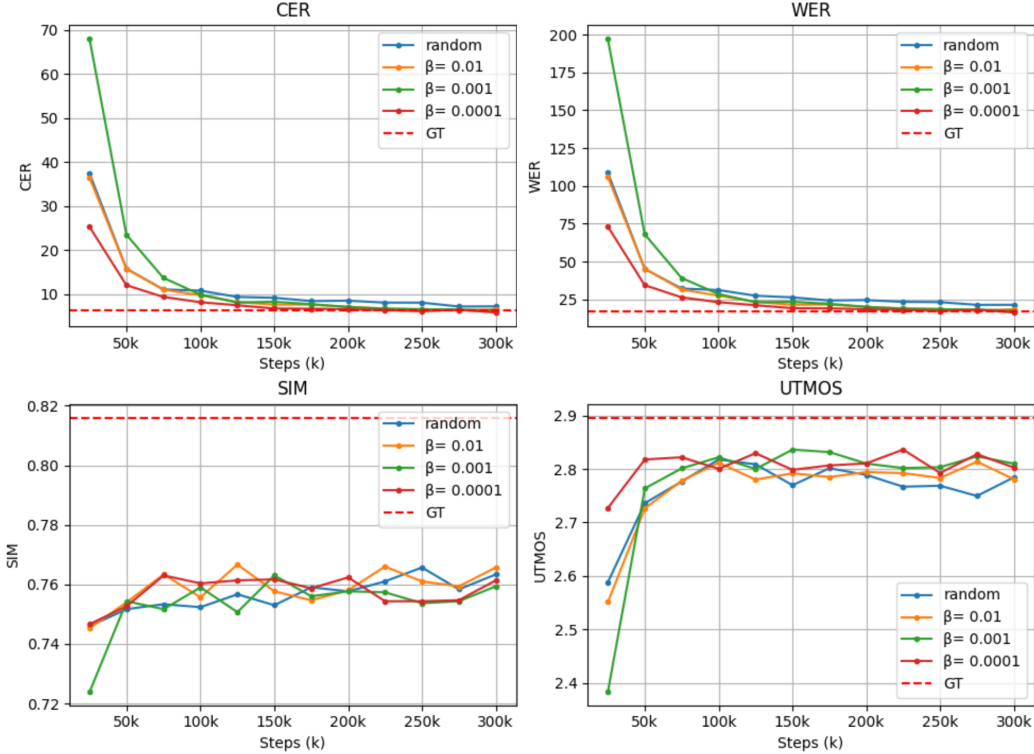 CER
70
60
50
40
30
20
10
CER
50k 100k 150k 200k 250k 300k
Steps (k)
random
β= 0.01
β= 0.001
β= 0.0001
GT
WER
200
175
150
125
100
75
50
25
WER
50k 100k 150k 200k 250k 300k
Steps (k)
random
β= 0.01
β= 0.001
β= 0.0001
GT
SIM
0.82
0.80
0.78
0.76
0.74
0.72
SIM
50k 100k 150k 200k 250k 300k
Steps (k)
random
β= 0.01
β= 0.001
β= 0.0001
GT
UTMOS
2.9
2.8
2.7
2.6
2.5
2.4
UTMOS
50k 100k 150k 200k 250k 300k
Steps (k)
random
β= 0.01
β= 0.001
β= 0.0001
GT